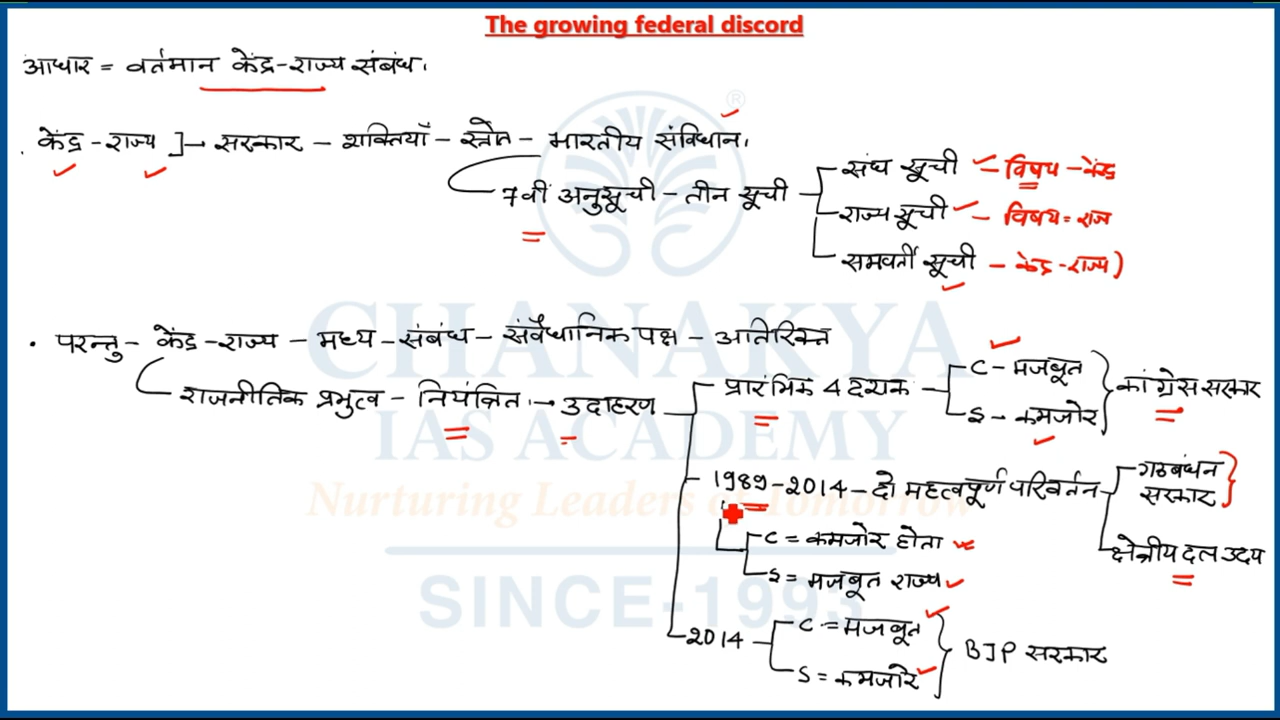 The growing federal discord
आधार = वर्तमान केंद्र-राज्य संबंध.
. केंद्र-राज्य ]→ सरकार - शक्तियाँ - स्त्रोत - भारतीय संविधान.
7वीं अनुसूची - तीन सूची
संघ सूची - विषय - केंद्र
राज्य सूची - विषय = राज्य
समवर्ती सूची - केंद्र-राज्य)
. परन्तु - केंद्र-राज्य - मध्य - संबंध - संवैधानिक पक्ष - अतिरिक्त
राजनीतिक प्रभुत्व - नियंत्रित → उदाहरण
प्रारंभिक 4 दशक
C - मजबूत
S - कमजोर
कांग्रेस सरकार
1989-2014 - दो महत्वपूर्ण परिवर्तन
गठबंधन
सरकार
क्षेत्रीय दल उदय
C = कमजोर होता
S = मजबूत राज्य
2014
C = मजबूत
S = कमजोर
BJP सरकार
®
CHANAKYA
IAS ACADEMY
Nurturing Leaders of Tomorrow
SINCE-1993